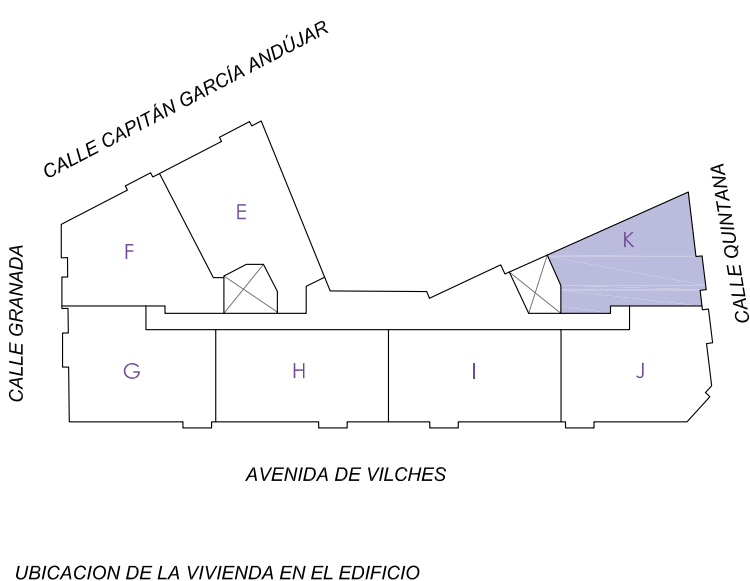 CALLE CAPITÁN GARCÍA ANDÚJAR
CALLE GRANADA
CALLE QUINTANA
E
F
K
G
H
I
J
AVENIDA DE VILCHES
UBICACION DE LA VIVIENDA EN EL EDIFICIO